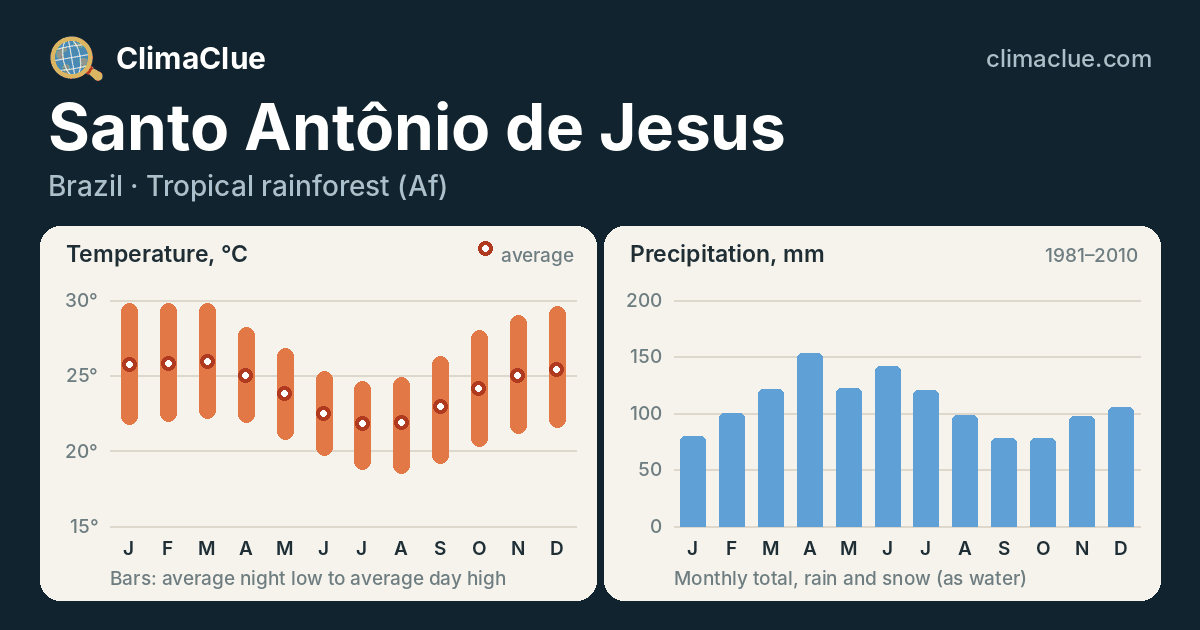 ClimaClue
climaclue.com
Santo Antônio de Jesus
Brazil · Tropical rainforest (Af)
Temperature, °C
average
30°
25°
20°
15°
J F M A M J J A S O N D
Bars: average night low to average day high
Precipitation, mm
1981–2010
200
150
100
50
0
J F M A M J J A S O N D
Monthly total, rain and snow (as water)